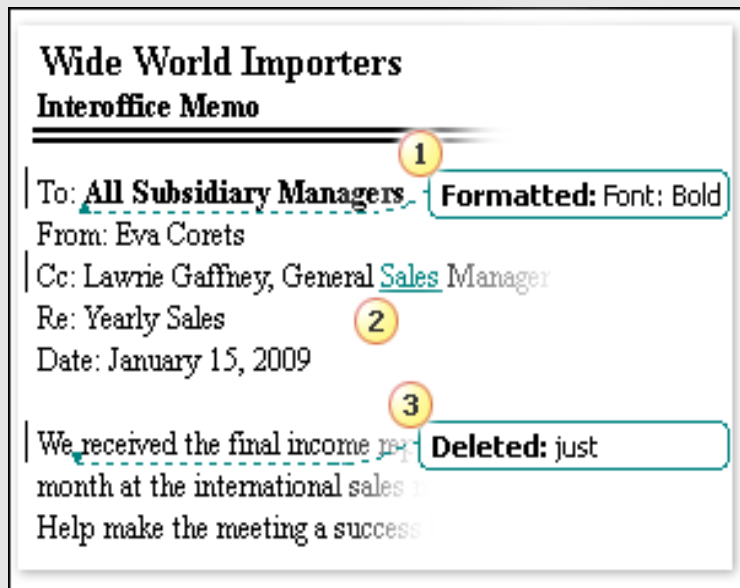 Wide World Importers
Interoffice Memo
1
To: All Subsidiary Managers Formatted: Font: Bold
From: Eva Corets
Cc: Lawrie Gaffney, General Sales Manager
Re: Yearly Sales
2
Date: January 15, 2009
3
We received the final income Deleted: just
month at the international sales
Help make the meeting a success